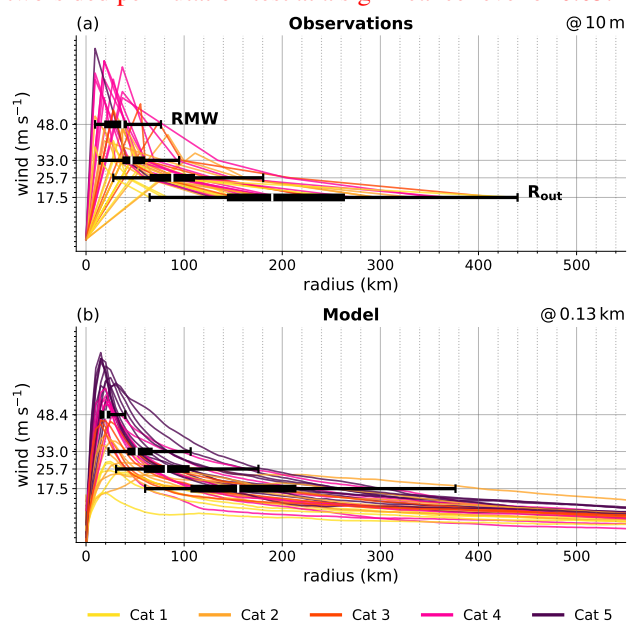 (a) Observations @ 10 m
RMW
48.0
33.0
25.7
17.5
R_out
wind (m s⁻¹)
0 100 200 300 400 500
radius (km)
(b) Model @ 0.13 km
48.4
33.0
25.7
17.5
wind (m s⁻¹)
0 100 200 300 400 500
radius (km)
Cat 1 Cat 2 Cat 3 Cat 4 Cat 5